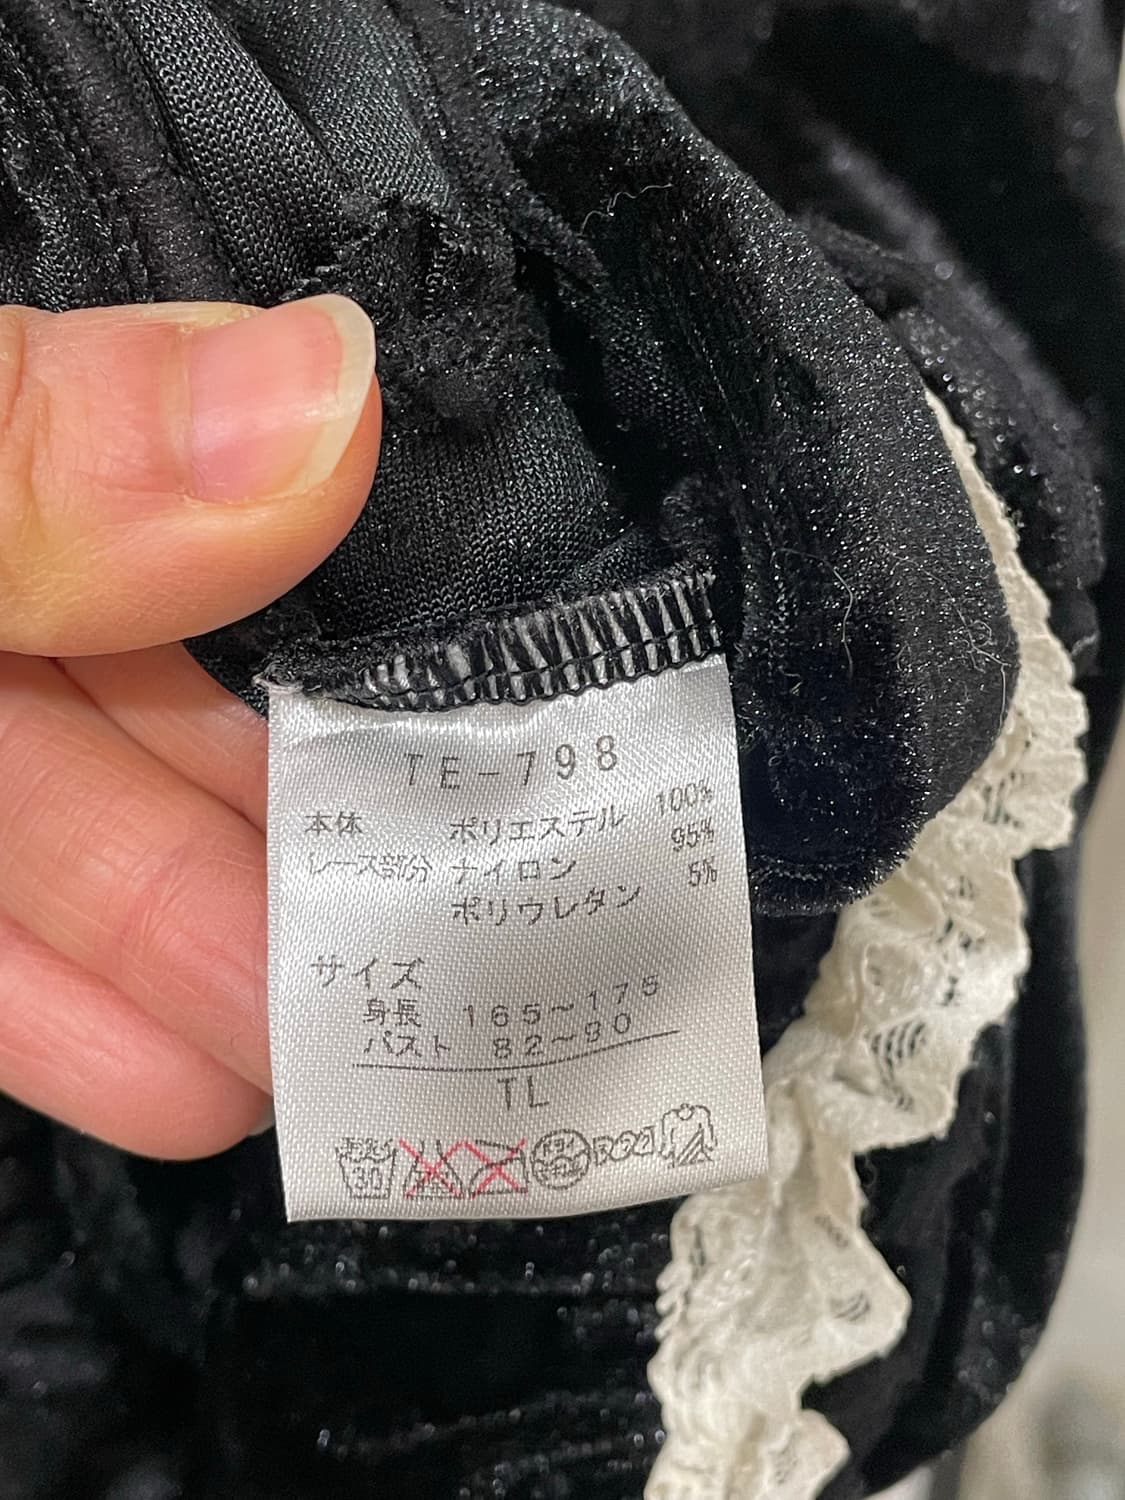 TE-798
本体 ポリエステル 100%
レース部分 ナイロン 95%
ポリウレタン 5%
サイズ
身長 165~175
バスト 82~90
TL
30